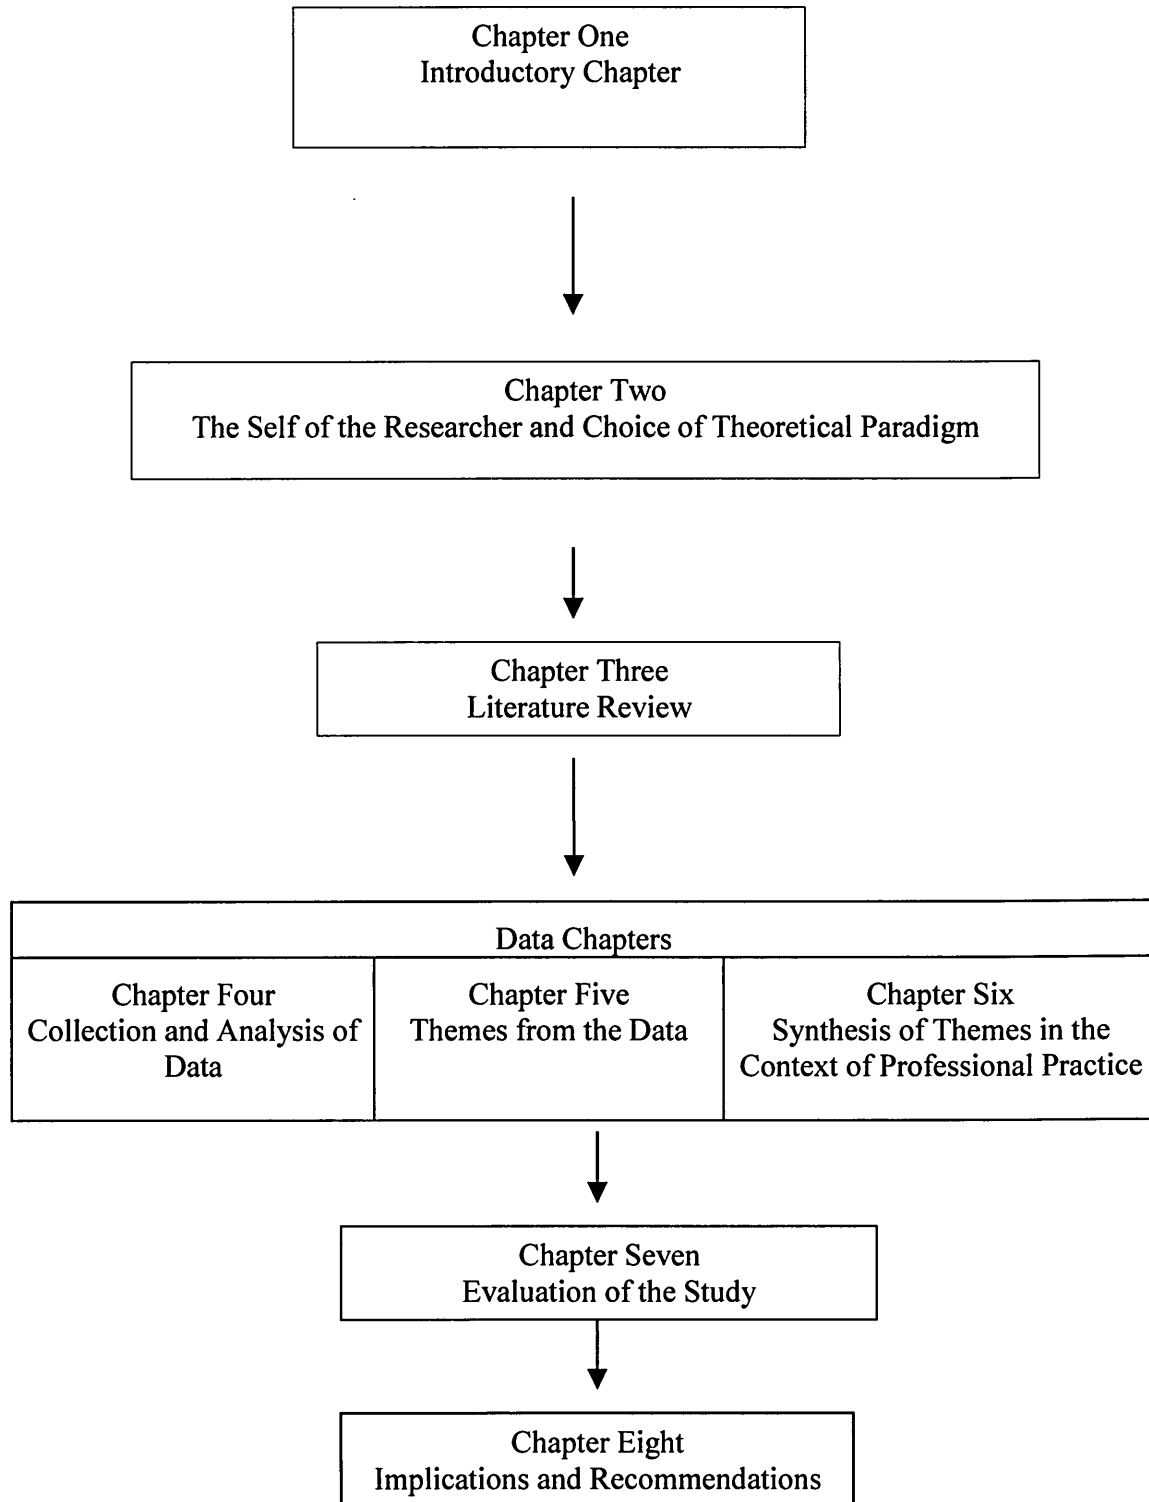 Chapter One
Introductory Chapter
Chapter Two
The Self of the Researcher and Choice of Theoretical Paradigm
Chapter Three
Literature Review
Data Chapters
Chapter Four
Collection and Analysis of
Data
Chapter Five
Themes from the Data
Chapter Six
Synthesis of Themes in the
Context of Professional Practice
Chapter Seven
Evaluation of the Study
Chapter Eight
Implications and Recommendations